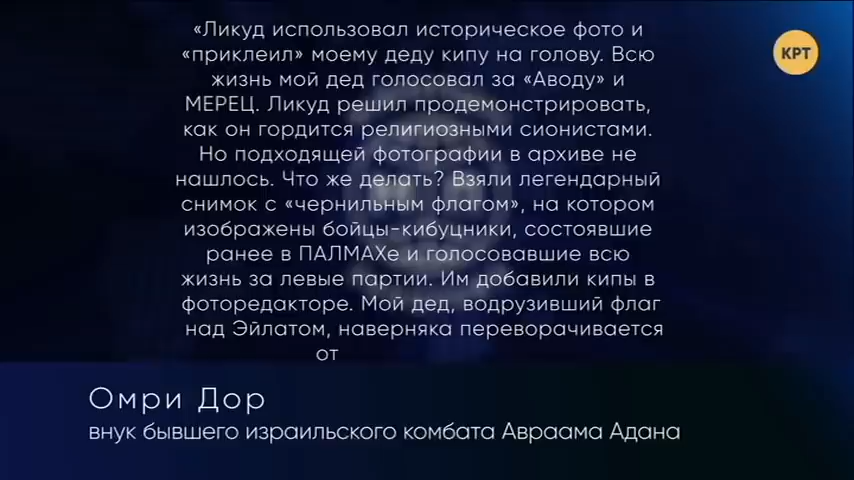 «Ликуд использовал историческое фото и
«приклеил» моему деду кипу на голову. Всю
жизнь мой дед голосовал за «Аводу» и
МЕРЕЦ. Ликуд решил продемонстрировать,
как он гордится религиозными сионистами.
Но подходящей фотографии в архиве не
нашлось. Что же делать? Взяли легендарный
снимок с «чернильным флагом», на котором
изображены бойцы-кибуцники, состоявшие
ранее в ПАЛМАХе и голосовавшие всю
жизнь за левые партии. Им добавили кипы в
фоторедакторе. Мой дед, водрузивший флаг
над Эйлатом, наверняка переворачивается
от
КРТ
Омри Дор
внук бывшего израильского комбата Авраама Адана